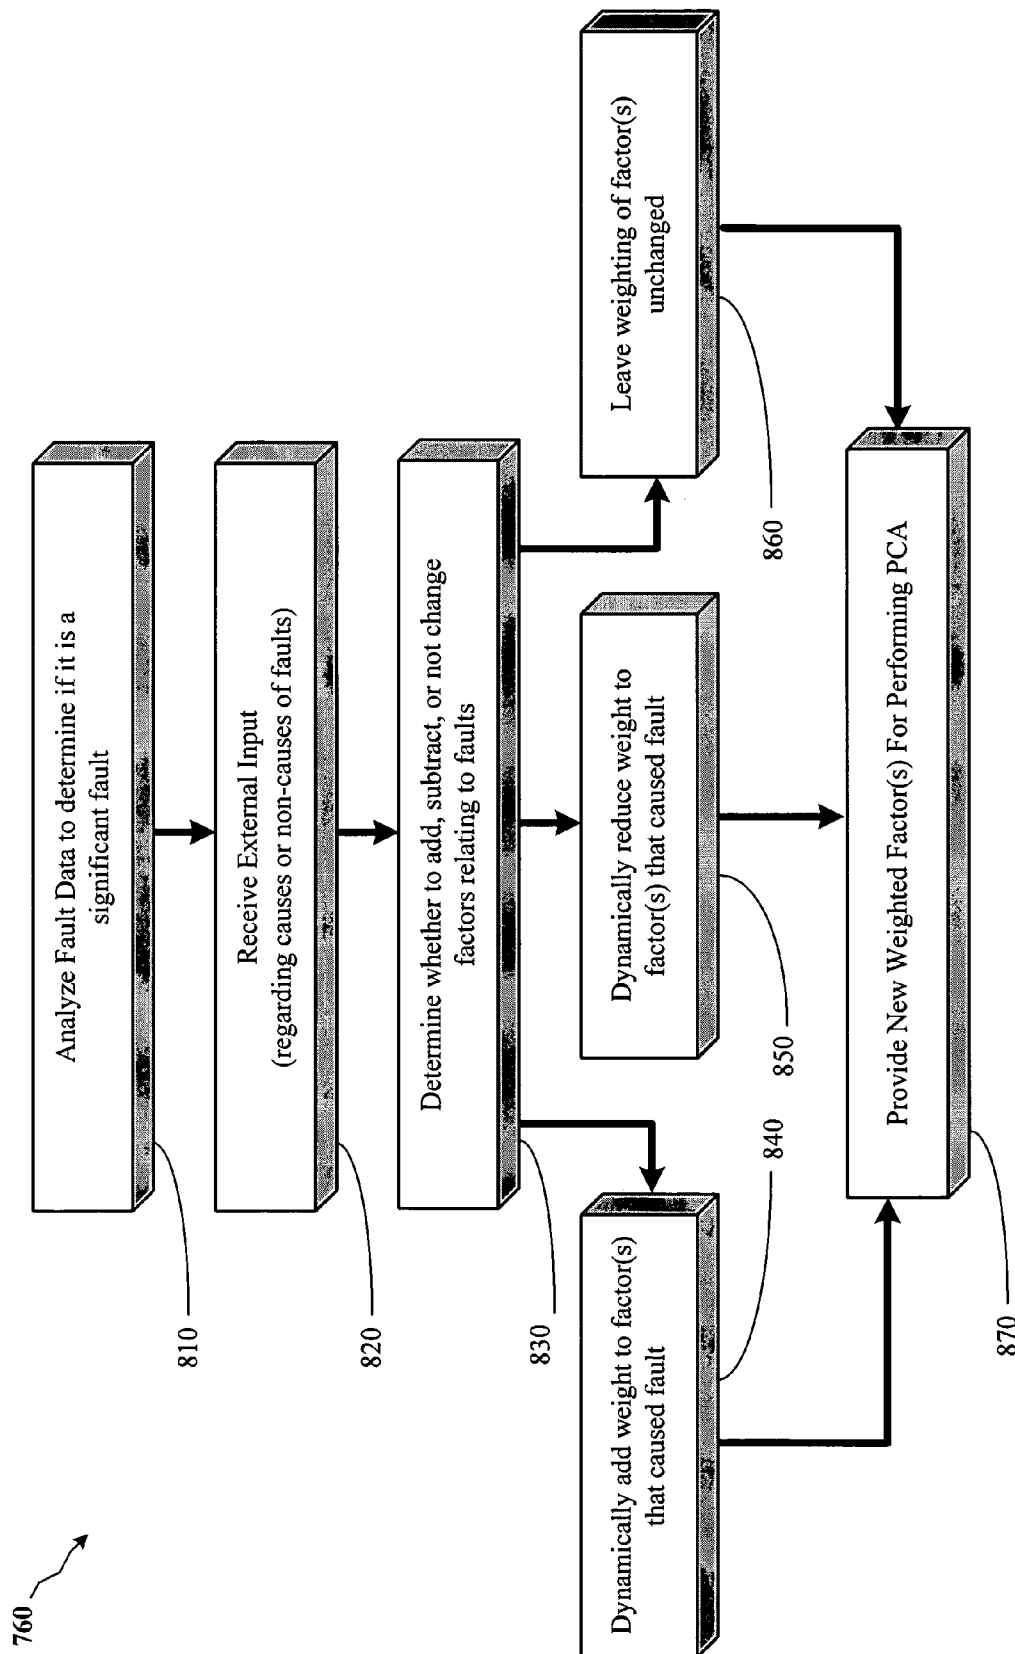 760
Analyze Fault Data to determine if it is a
significant fault
810
Receive External Input
(regarding causes or non-causes of faults)
820
Determine whether to add, subtract, or not change
factors relating to faults
830
Dynamically add weight to factor(s)
that caused fault
840
Dynamically reduce weight to
factor(s) that caused fault
850
Leave weighting of factor(s)
unchanged
860
Provide New Weighted Factor(s) For Performing PCA
870